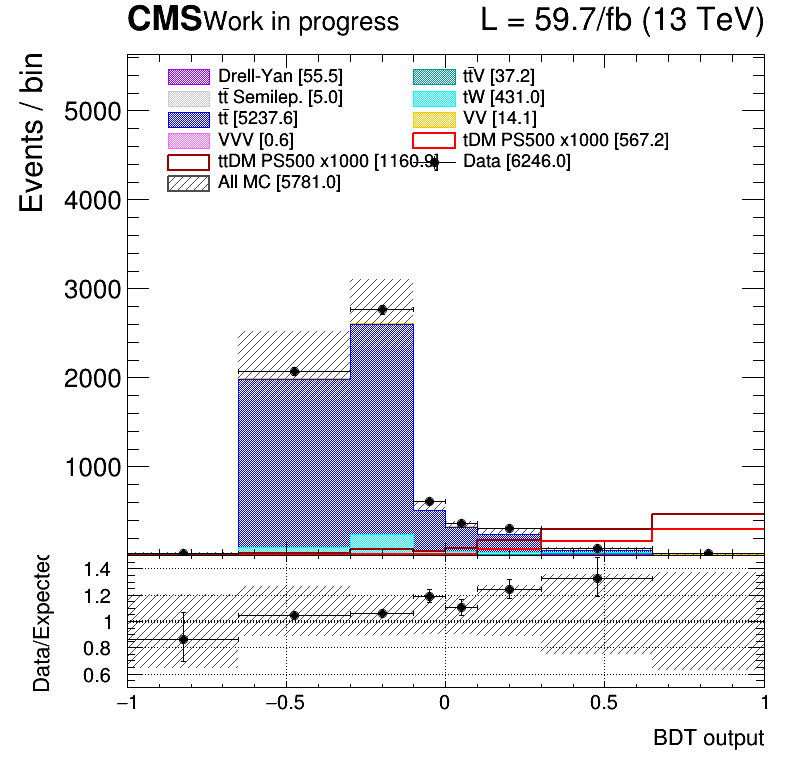 CMS Work in progress L = 59.7/fb (13 TeV)
Events / bin
Drell-Yan [55.5] tt̄V [37.2]
tt̄ Semilep. [5.0] tW [431.0]
tt̄ [5237.6] VV [14.1]
VVV [0.6] tDM PS500 x1000 [567.2]
ttDM PS500 x1000 [1160.9] Data [6246.0]
All MC [5781.0]
5000
4000
3000
2000
1000
Data/Expected
1.4
1.2
1
0.8
0.6
−1 −0.5 0 0.5 1
BDT output